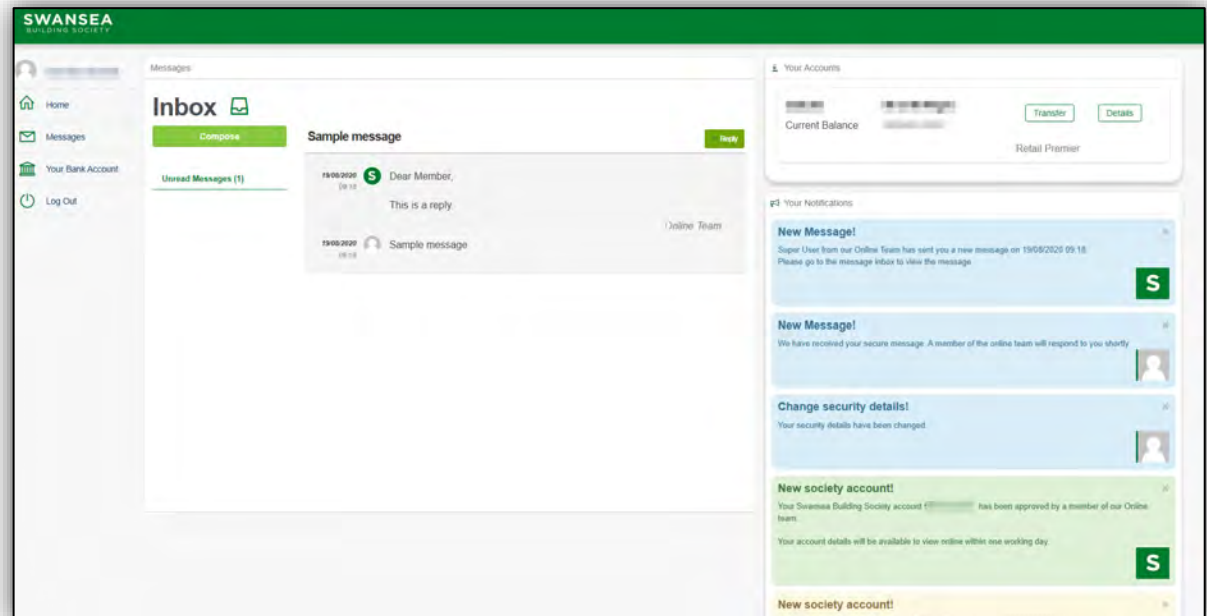 SWANSEA
BUILDING SOCIETY
Home
Messages
Your Bank Account
Log Out
Messages
Inbox
Compose
Unread Messages (1)
Sample message
Reply
19/08/2020
09:18
S
Dear Member,
This is a reply
Online Team
19/08/2020
09:18
Sample message
£ Your Accounts
Current Balance
Transfer
Details
Retail Premier
Your Notifications
New Message!
Super User from our Online Team has sent you a new message on 19/08/2020 09:18.
Please go to the message inbox to view the message
S
New Message!
We have received your secure message. A member of the online team will respond to you shortly
Change security details!
Your security details have been changed.
New society account!
Your Swansea Building Society account has been approved by a member of our Online
team.
Your account details will be available to view online within one working day.
S
New society account!